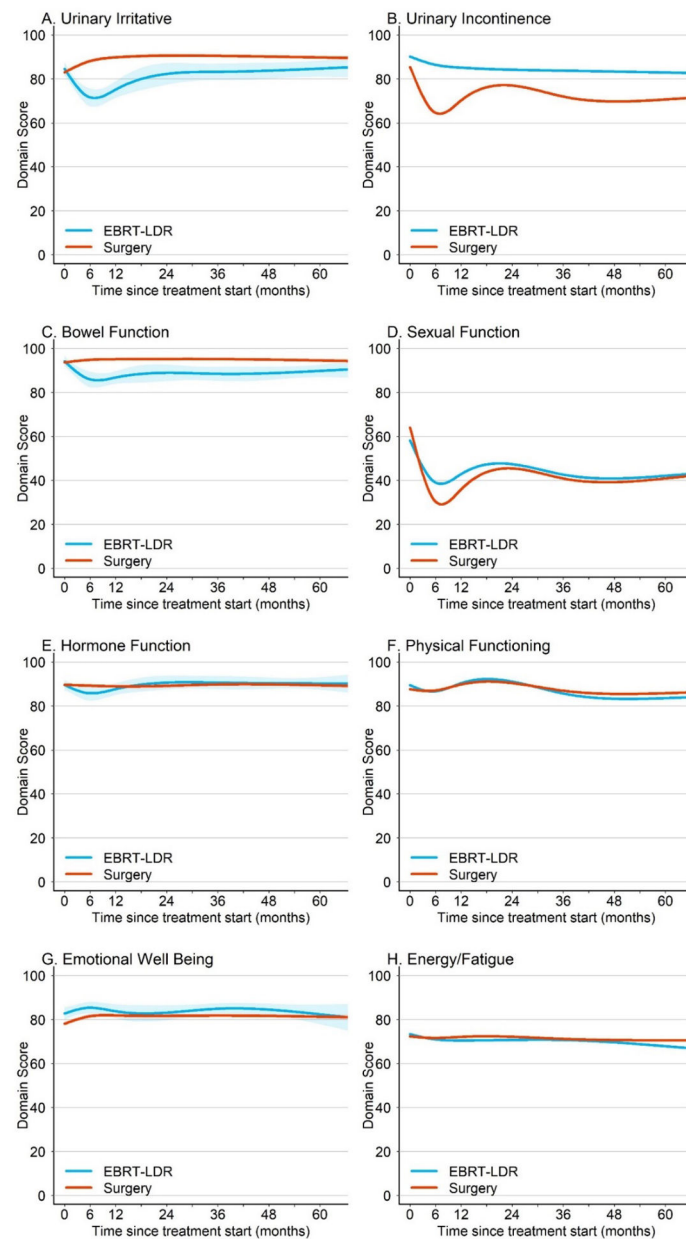 A. Urinary Irritative
100
80
60
40
20
0
Domain Score
EBRT-LDR
Surgery
0 6 12 24 36 48 60
Time since treatment start (months)
B. Urinary Incontinence
100
80
60
40
20
0
Domain Score
EBRT-LDR
Surgery
0 6 12 24 36 48 60
Time since treatment start (months)
C. Bowel Function
100
80
60
40
20
0
Domain Score
EBRT-LDR
Surgery
0 6 12 24 36 48 60
Time since treatment start (months)
D. Sexual Function
100
80
60
40
20
0
Domain Score
EBRT-LDR
Surgery
0 6 12 24 36 48 60
Time since treatment start (months)
E. Hormone Function
100
80
60
40
20
0
Domain Score
EBRT-LDR
Surgery
0 6 12 24 36 48 60
Time since treatment start (months)
F. Physical Functioning
100
80
60
40
20
0
Domain Score
EBRT-LDR
Surgery
0 6 12 24 36 48 60
Time since treatment start (months)
G. Emotional Well Being
100
80
60
40
20
0
Domain Score
EBRT-LDR
Surgery
0 6 12 24 36 48 60
Time since treatment start (months)
H. Energy/Fatigue
100
80
60
40
20
0
Domain Score
EBRT-LDR
Surgery
0 6 12 24 36 48 60
Time since treatment start (months)